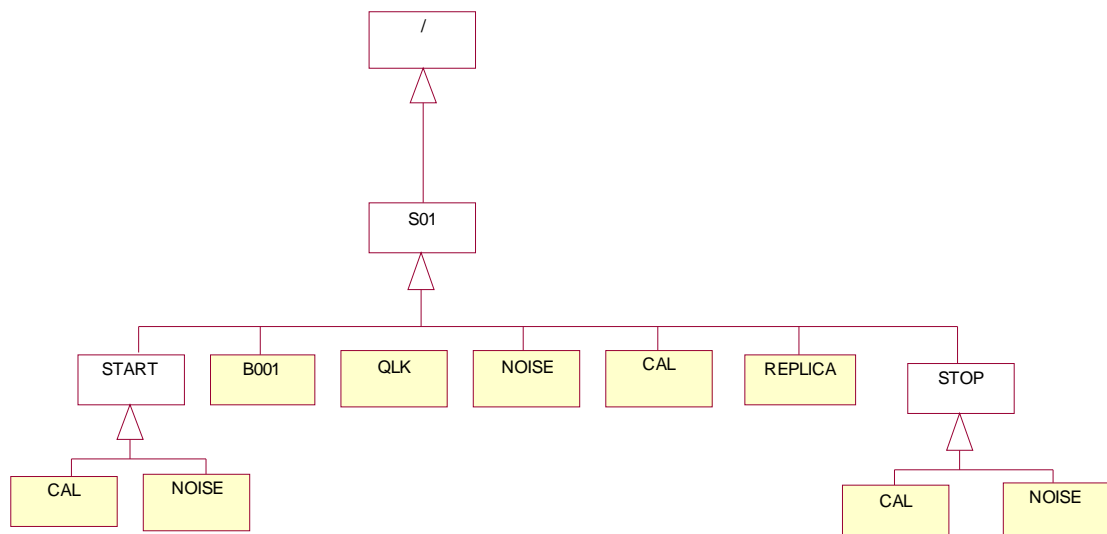 /
S01
START
B001
QLK
NOISE
CAL
REPLICA
STOP
CAL
NOISE
CAL
NOISE